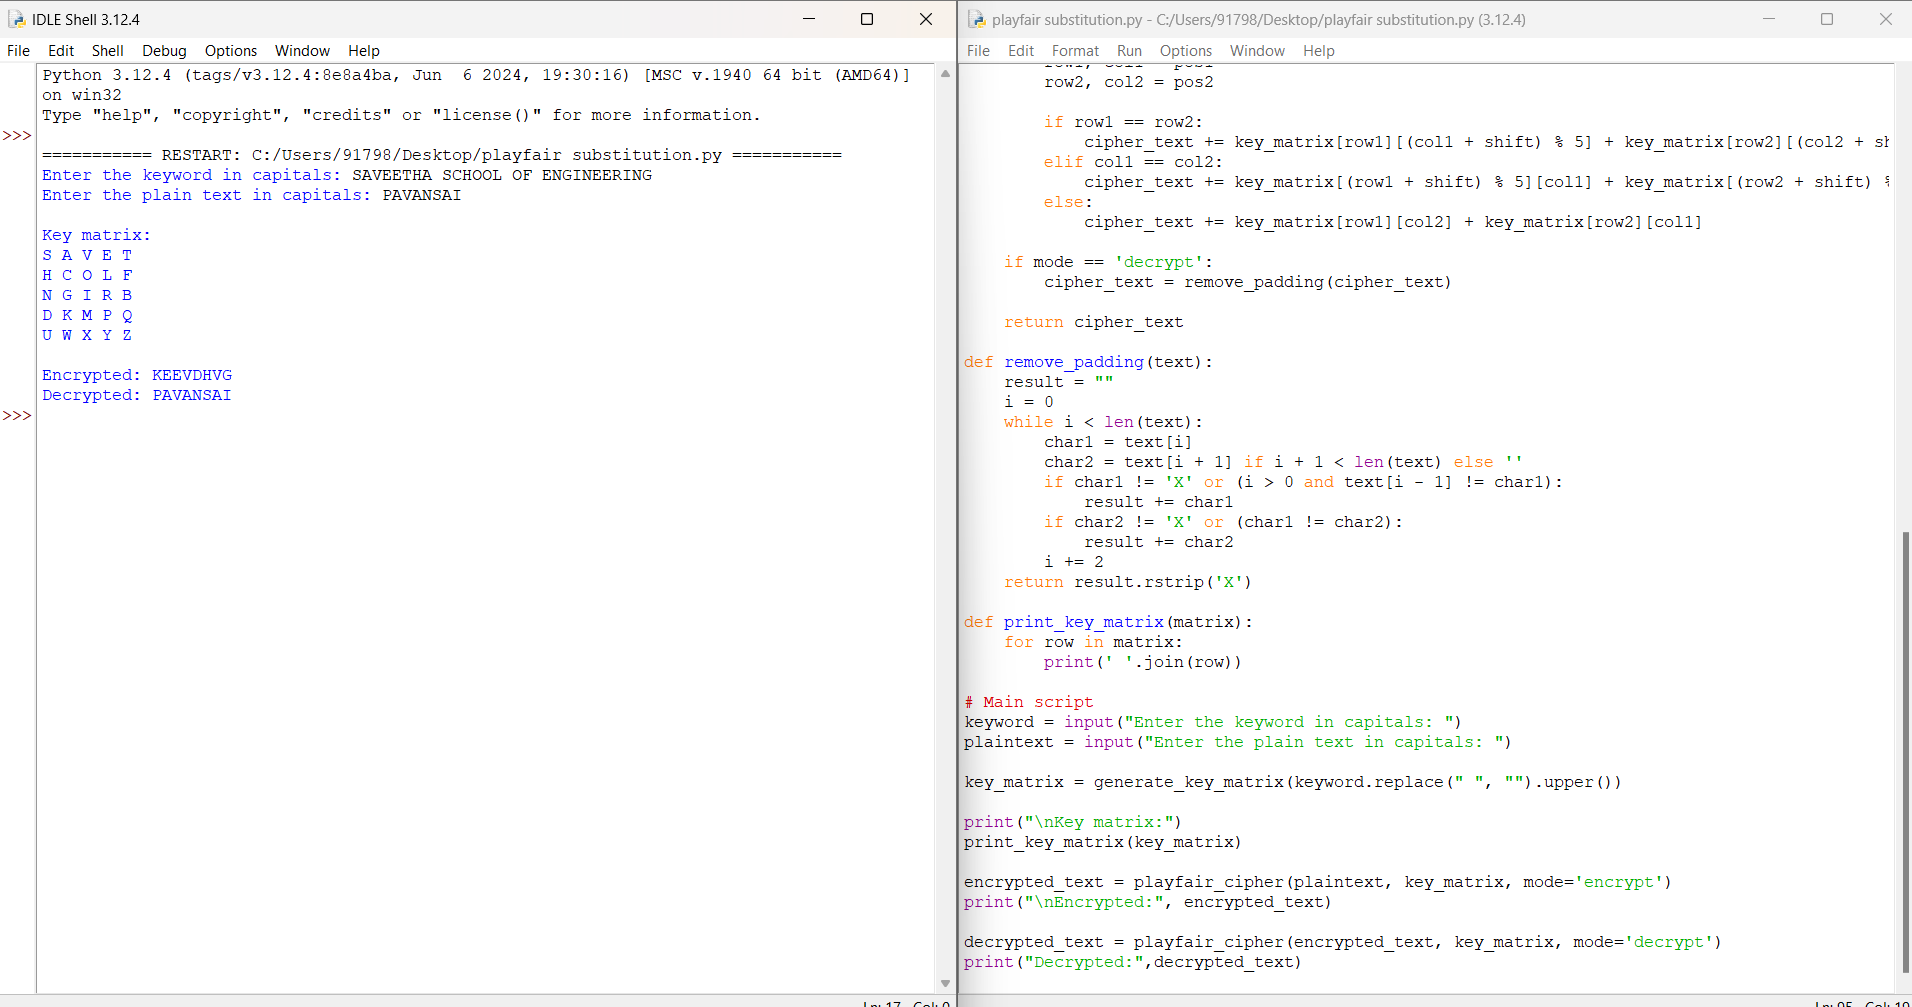 IDLE Shell 3.12.4
File Edit Shell Debug Options Window Help
Python 3.12.4 (tags/v3.12.4:8e8a4ba, Jun  6 2024, 19:30:16) [MSC v.1940 64 bit (AMD64)]
on win32
Type "help", "copyright", "credits" or "license()" for more information.
>>>
=========== RESTART: C:/Users/91798/Desktop/playfair substitution.py ===========
Enter the keyword in capitals: SAVEETHA SCHOOL OF ENGINEERING
Enter the plain text in capitals: PAVANSAI
Key matrix:
S A V E T
H C O L F
N G I R B
D K M P Q
U W X Y Z
Encrypted: KEEVDHVG
Decrypted: PAVANSAI
>>>
Ln: 17 Col: 0
playfair substitution.py - C:/Users/91798/Desktop/playfair substitution.py (3.12.4)
File Edit Format Run Options Window Help
row1, col1 = pos1
        row2, col2 = pos2
        if row1 == row2:
            cipher_text += key_matrix[row1][(col1 + shift) % 5] + key_matrix[row2][(col2 + sh
        elif col1 == col2:
            cipher_text += key_matrix[(row1 + shift) % 5][col1] + key_matrix[(row2 + shift) %
        else:
            cipher_text += key_matrix[row1][col2] + key_matrix[row2][col1]
    if mode == 'decrypt':
        cipher_text = remove_padding(cipher_text)
    return cipher_text
def remove_padding(text):
    result = ""
    i = 0
    while i < len(text):
        char1 = text[i]
        char2 = text[i + 1] if i + 1 < len(text) else ''
        if char1 != 'X' or (i > 0 and text[i - 1] != char1):
            result += char1
        if char2 != 'X' or (char1 != char2):
            result += char2
        i += 2
    return result.rstrip('X')
def print_key_matrix(matrix):
    for row in matrix:
        print(' '.join(row))
# Main script
keyword = input("Enter the keyword in capitals: ")
plaintext = input("Enter the plain text in capitals: ")
key_matrix = generate_key_matrix(keyword.replace(" ", "").upper())
print("\nKey matrix:")
print_key_matrix(key_matrix)
encrypted_text = playfair_cipher(plaintext, key_matrix, mode='encrypt')
print("\nEncrypted:", encrypted_text)
decrypted_text = playfair_cipher(encrypted_text, key_matrix, mode='decrypt')
print("Decrypted:",decrypted_text)
Ln: 95 Col: 19